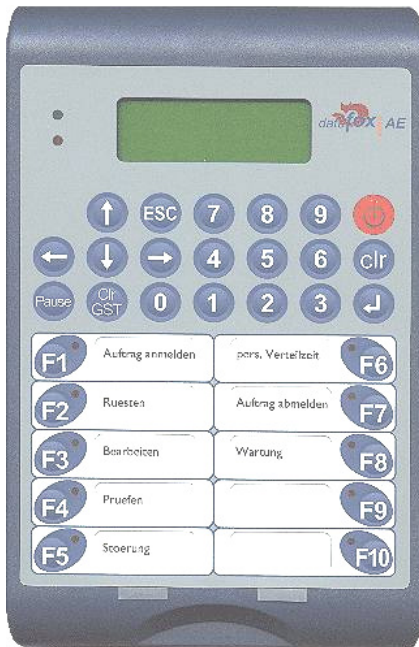 datafox AE
ESC 7 8 9
4 5 6 clr
Pause Clr GST 0 1 2 3
F1 Auftrag anmelden pers. Verteilzeit F6
F2 Ruesten Auftrag abmelden F7
F3 Bearbeiten Wartung F8
F4 Pruefen F9
F5 Stoerung F10